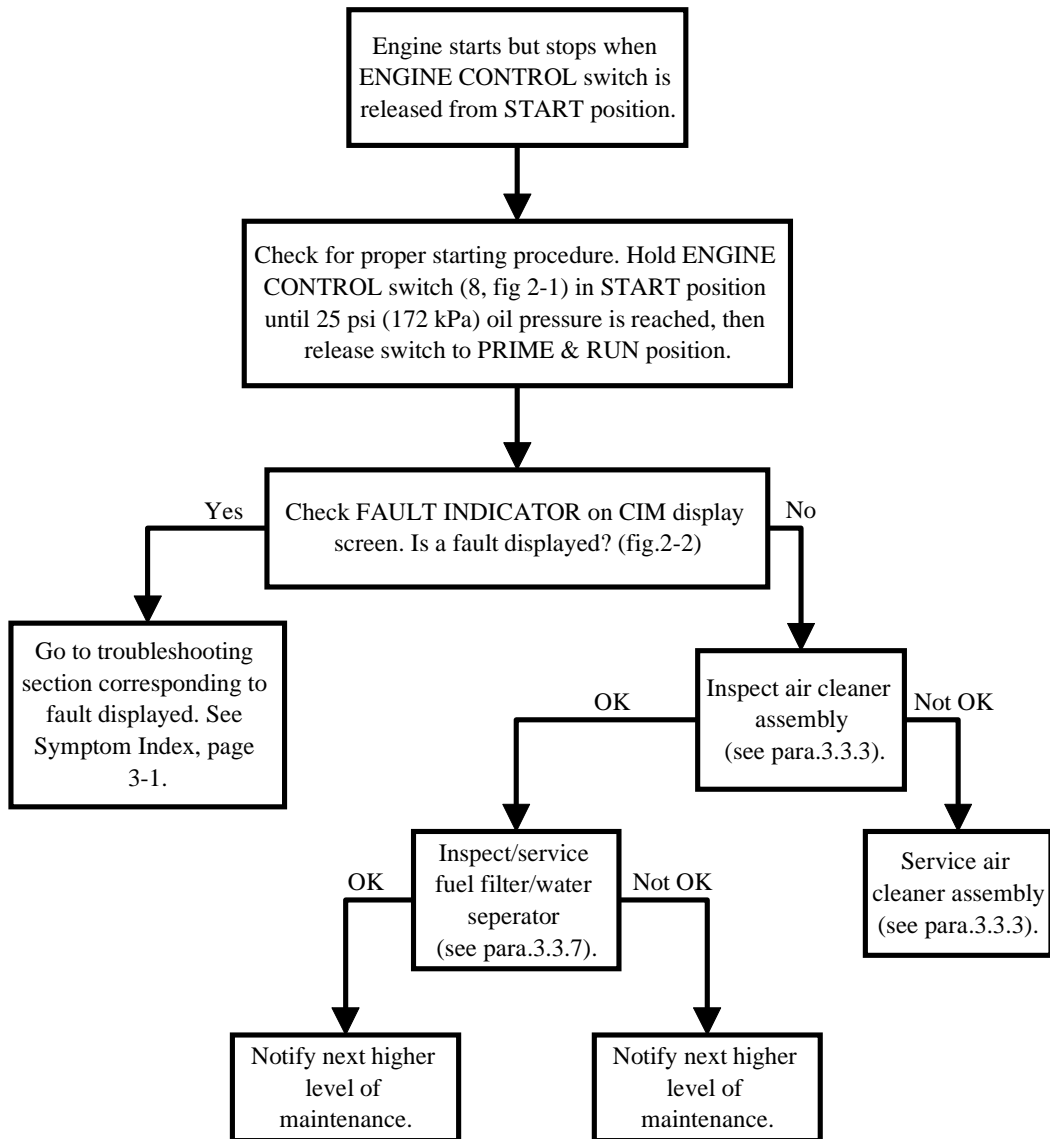 Engine starts but stops when
ENGINE CONTROL switch is
released from START position.
Check for proper starting procedure. Hold ENGINE
CONTROL switch (8, fig 2-1) in START position
until 25 psi (172 kPa) oil pressure is reached, then
release switch to PRIME & RUN position.
Yes
Check FAULT INDICATOR on CIM display
screen. Is a fault displayed? (fig.2-2)
No
Go to troubleshooting
section corresponding to
fault displayed. See
Symptom Index, page
3-1.
OK
Inspect air cleaner
assembly
(see para.3.3.3).
Not OK
OK
Inspect/service
fuel filter/water
seperator
(see para.3.3.7).
Not OK
Service air
cleaner assembly
(see para.3.3.3).
Notify next higher
level of
maintenance.
Notify next higher
level of
maintenance.